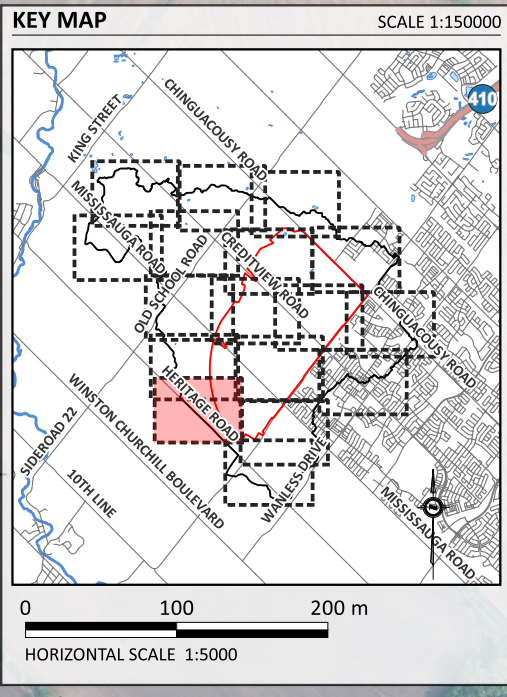 KEY MAP
SCALE 1:150000
410
CHINGUACOUSY ROAD
KING STREET
MISSISSAUGA ROAD
OLD SCHOOL ROAD
CREDITVIEW ROAD
CHINGUACOUSY ROAD
HERITAGE ROAD
WINSTON CHURCHILL BOULEVARD
SIDEROAD 22
10TH LINE
WANLESS DRIVE
MISSISSAUGA ROAD
0 100 200 m
HORIZONTAL SCALE 1:5000